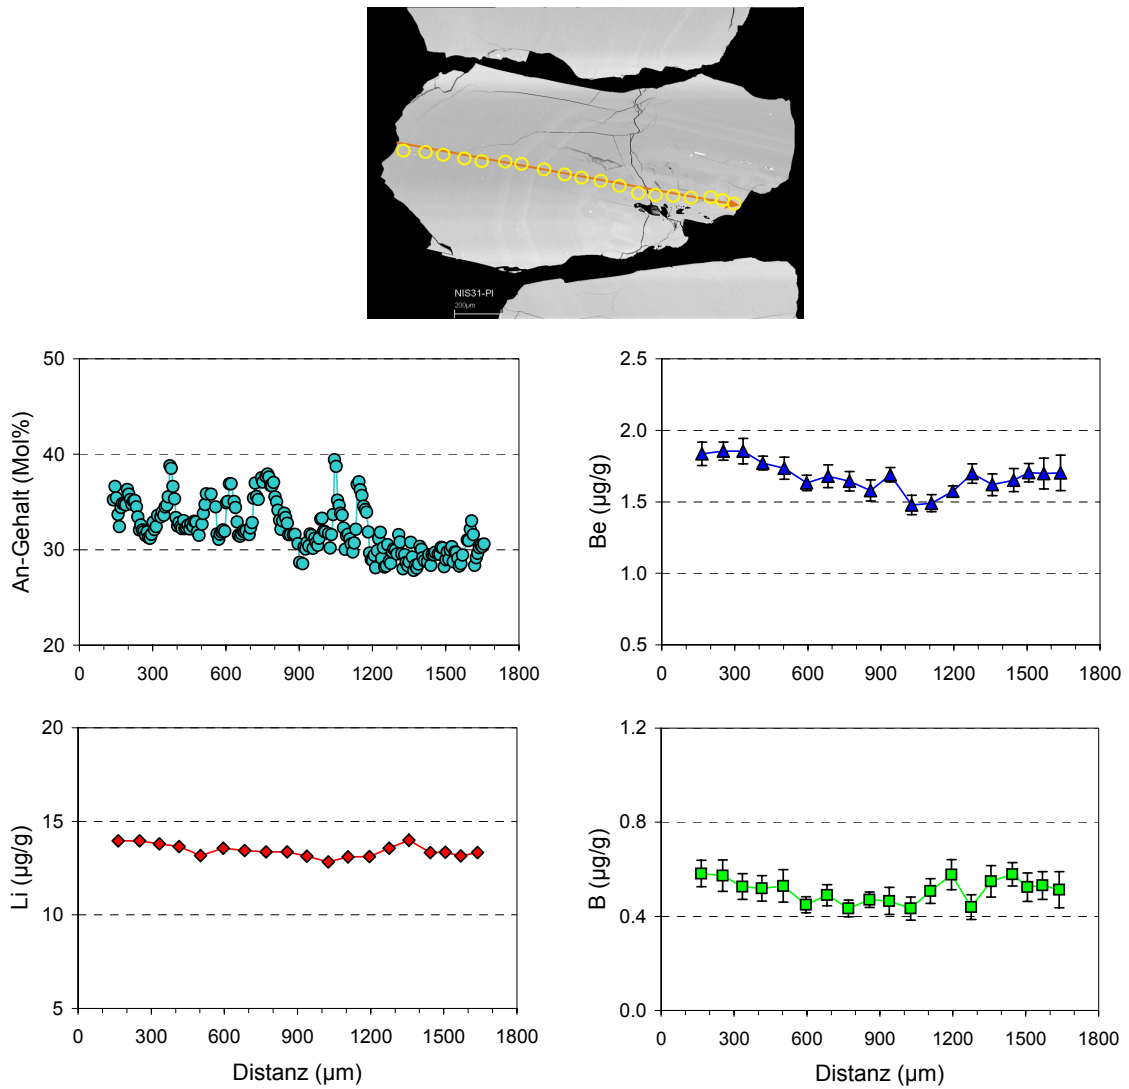 NIS31-Pl
200µm
50
40
30
20
An-Gehalt (Mol%)
0 300 600 900 1200 1500 1800
2.5
2.0
1.5
1.0
0.5
Be (µg/g)
0 300 600 900 1200 1500 1800
20
15
10
5
Li (µg/g)
0 300 600 900 1200 1500 1800
Distanz (µm)
1.2
0.8
0.4
0.0
B (µg/g)
0 300 600 900 1200 1500 1800
Distanz (µm)